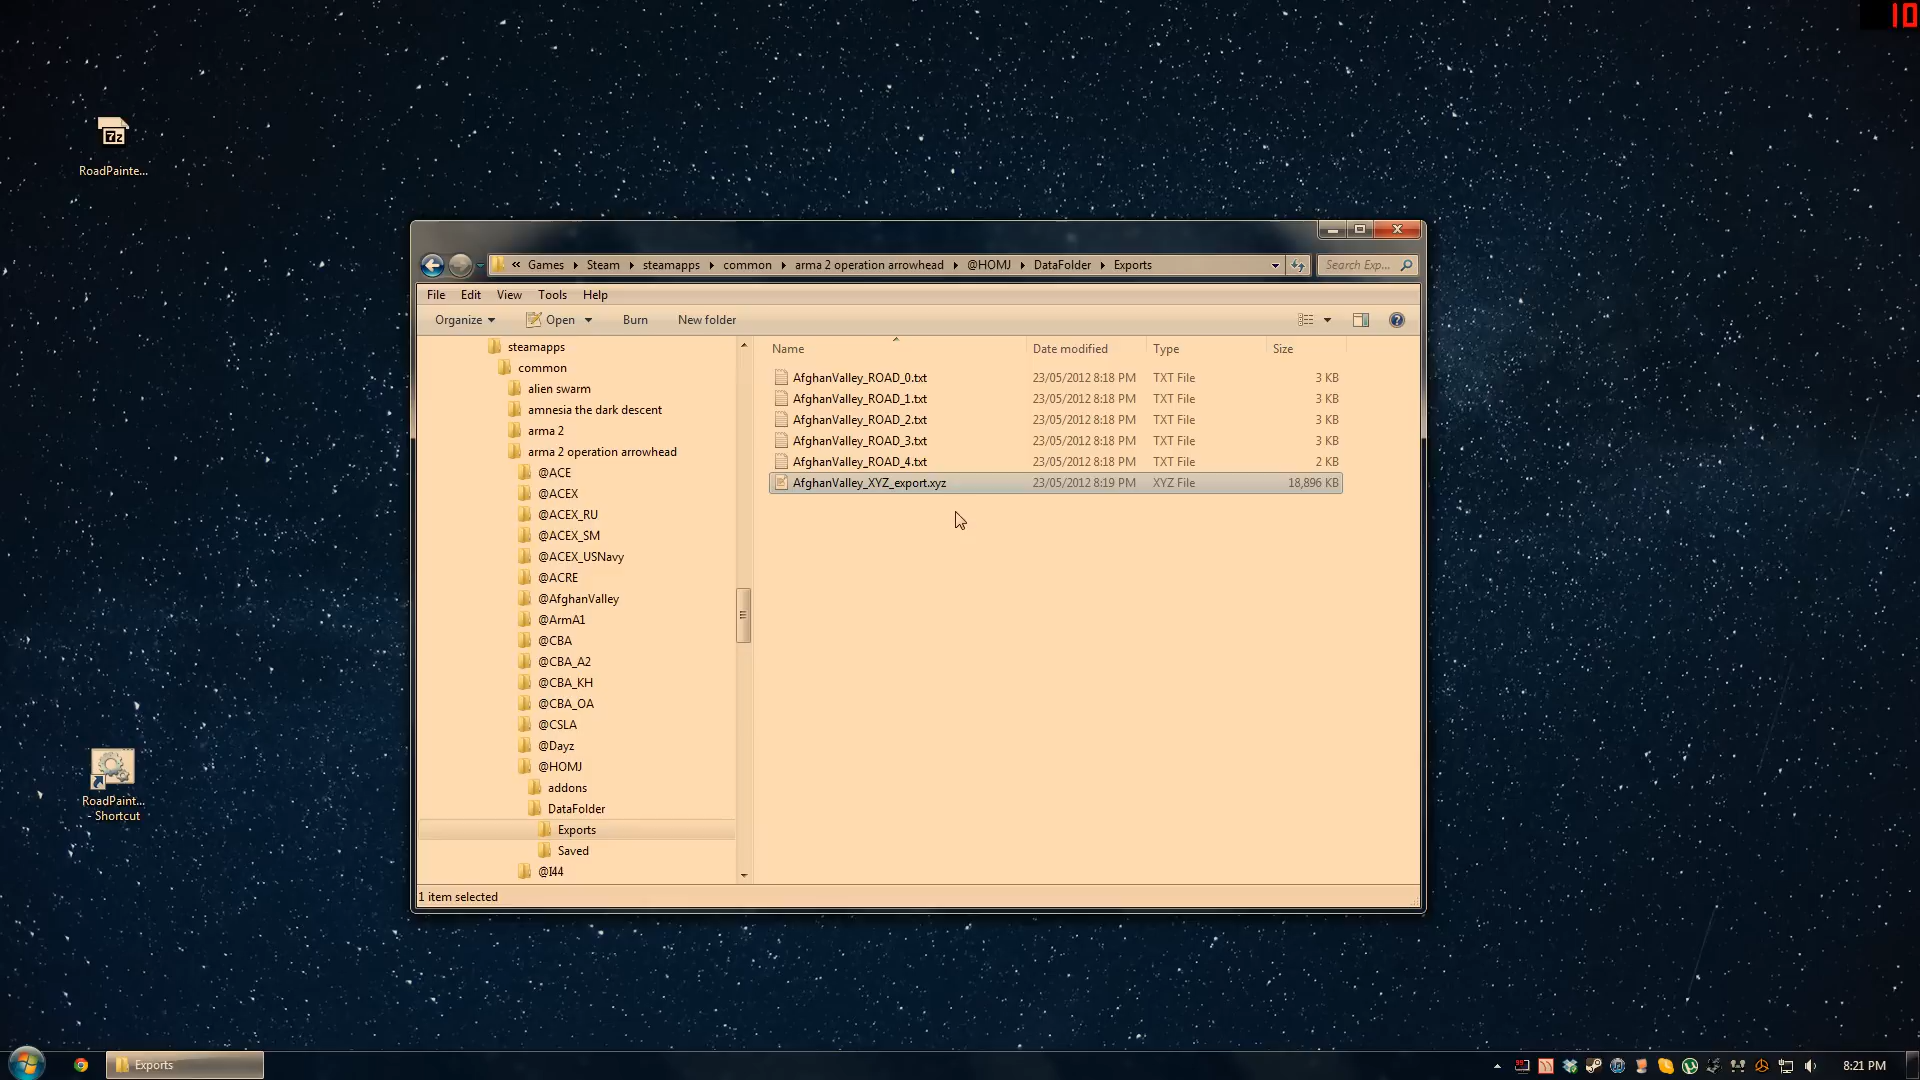 10
RoadPainte...
« Games Steam steamapps common arma 2 operation arrowhead @HOMJ DataFolder Exports
Search Exp...
File Edit View Tools Help
Organize Open Burn New folder
steamapps
common
alien swarm
amnesia the dark descent
arma 2
arma 2 operation arrowhead
@ACE
@ACEX
@ACEX_RU
@ACEX_SM
@ACEX_USNavy
@ACRE
@AfghanValley
@ArmA1
@CBA
@CBA_A2
@CBA_KH
@CBA_OA
@CSLA
@Dayz
@HOMJ
addons
DataFolder
Exports
Saved
@I44
Name Date modified Type Size
AfghanValley_ROAD_0.txt 23/05/2012 8:18 PM TXT File 3 KB
AfghanValley_ROAD_1.txt 23/05/2012 8:18 PM TXT File 3 KB
AfghanValley_ROAD_2.txt 23/05/2012 8:18 PM TXT File 3 KB
AfghanValley_ROAD_3.txt 23/05/2012 8:18 PM TXT File 3 KB
AfghanValley_ROAD_4.txt 23/05/2012 8:18 PM TXT File 2 KB
AfghanValley_XYZ_export.xyz 23/05/2012 8:19 PM XYZ File 18,896 KB
1 item selected
RoadPaint...
- Shortcut
Exports
8:21 PM